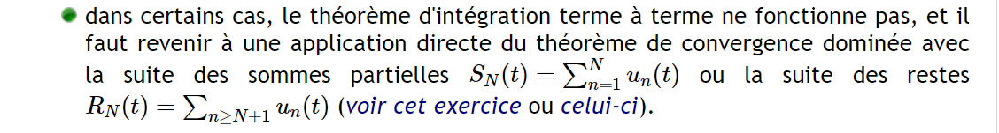 dans certains cas, le théorème d'intégration terme à terme ne fonctionne pas, et il
faut revenir à une application directe du théorème de convergence dominée avec
la suite des sommes partielles $S_N(t) = \sum_{n=1}^{N} u_n(t)$ ou la suite des restes
$R_N(t) = \sum_{n \geq N+1} u_n(t)$ (voir cet exercice ou celui-ci).